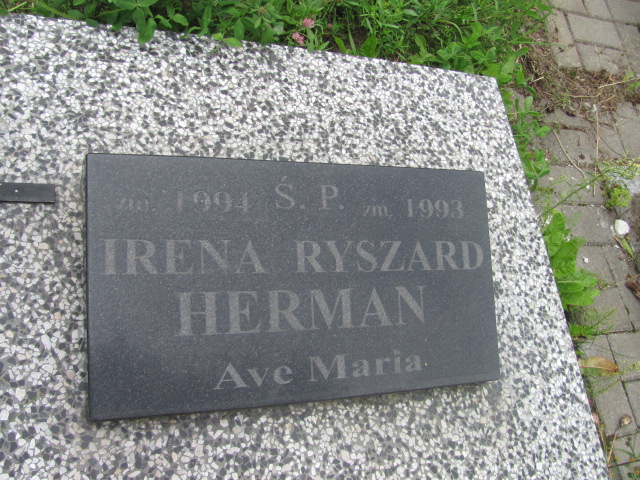 zm. 1994 Ś. P. zm. 1993
IRENA RYSZARD
HERMAN
Ave Maria